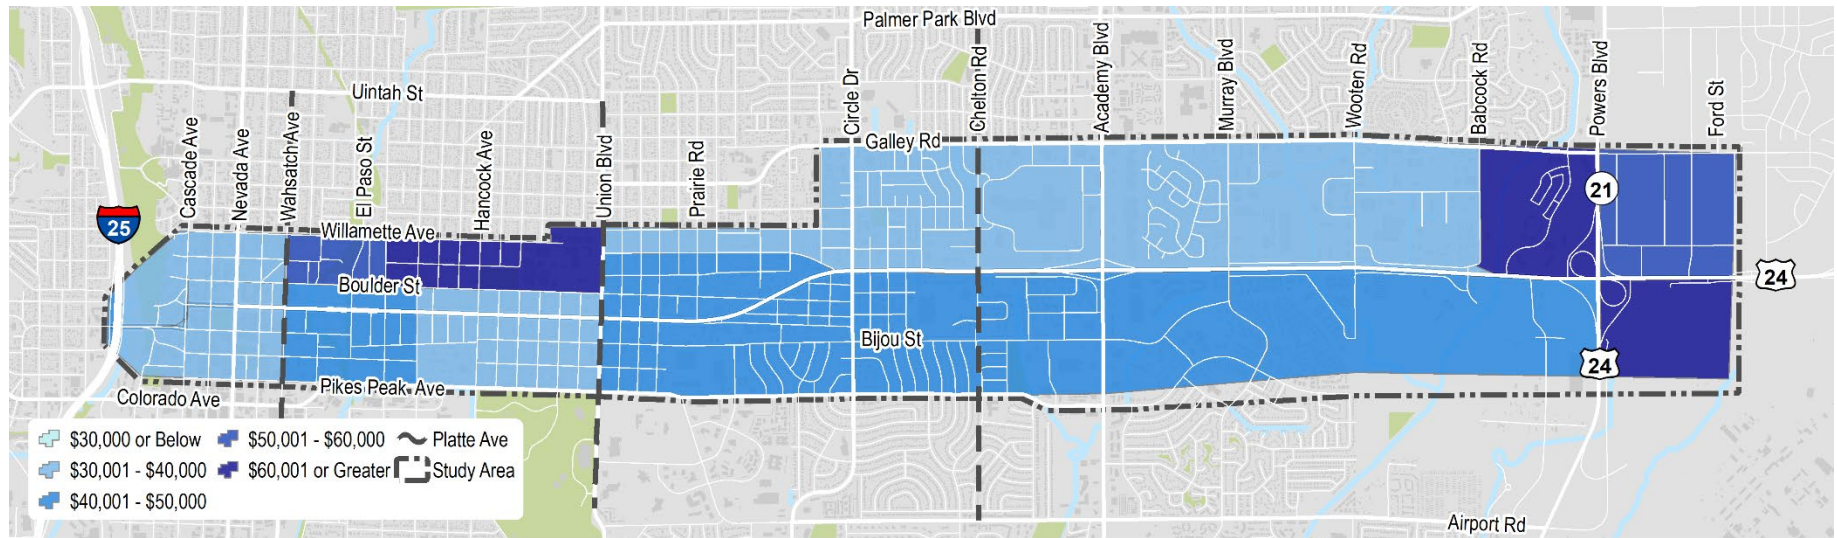 Palmer Park Blvd
Uintah St
Cascade Ave
Nevada Ave
Wahsatch Ave
El Paso St
Hancock Ave
Union Blvd
Prairie Rd
Circle Dr
Chelton Rd
Academy Blvd
Murray Blvd
Wooten Rd
Babcock Rd
Powers Blvd
Ford St
Galley Rd
21
25
Willamette Ave
Boulder St
24
Bijou St
24
Pikes Peak Ave
Colorado Ave
$30,000 or Below
$50,001 - $60,000
Platte Ave
$30,001 - $40,000
$60,001 or Greater
Study Area
$40,001 - $50,000
Airport Rd